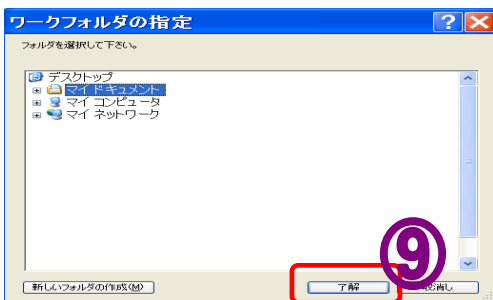 ワークフォルダの指定
フォルダを選択して下さい。
デスクトップ
マイ ドキュメント
マイ コンピュータ
マイ ネットワーク
⑨
新しいフォルダの作成(M) 了解 取消し